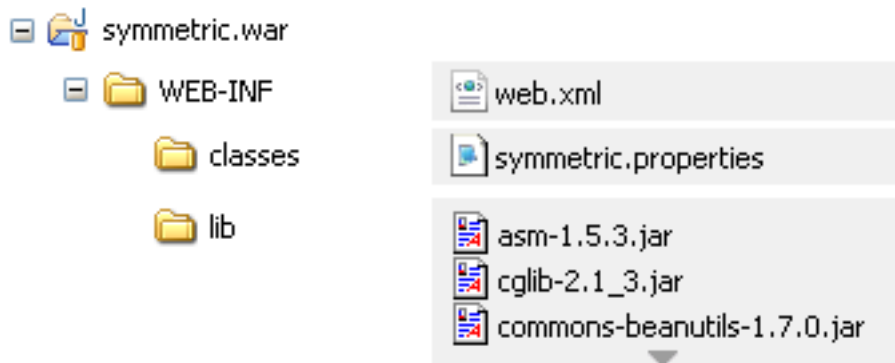 symmetric.war
WEB-INF
web.xml
classes
symmetric.properties
lib
asm-1.5.3.jar
cglib-2.1_3.jar
commons-beanutils-1.7.0.jar